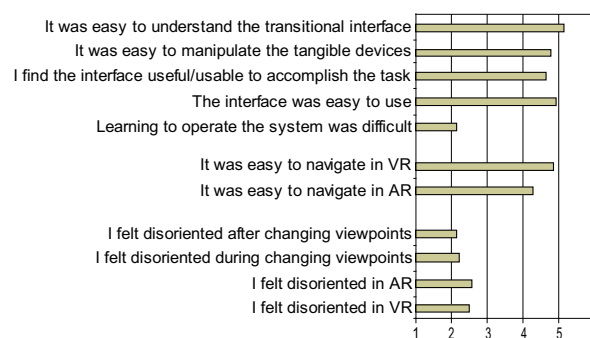 It was easy to understand the transitional interface
It was easy to manipulate the tangible devices
I find the interface useful/usable to accomplish the task
The interface was easy to use
Learning to operate the system was difficult
It was easy to navigate in VR
It was easy to navigate in AR
I felt disoriented after changing viewpoints
I felt disoriented during changing viewpoints
I felt disoriented in AR
I felt disoriented in VR
1 2 3 4 5